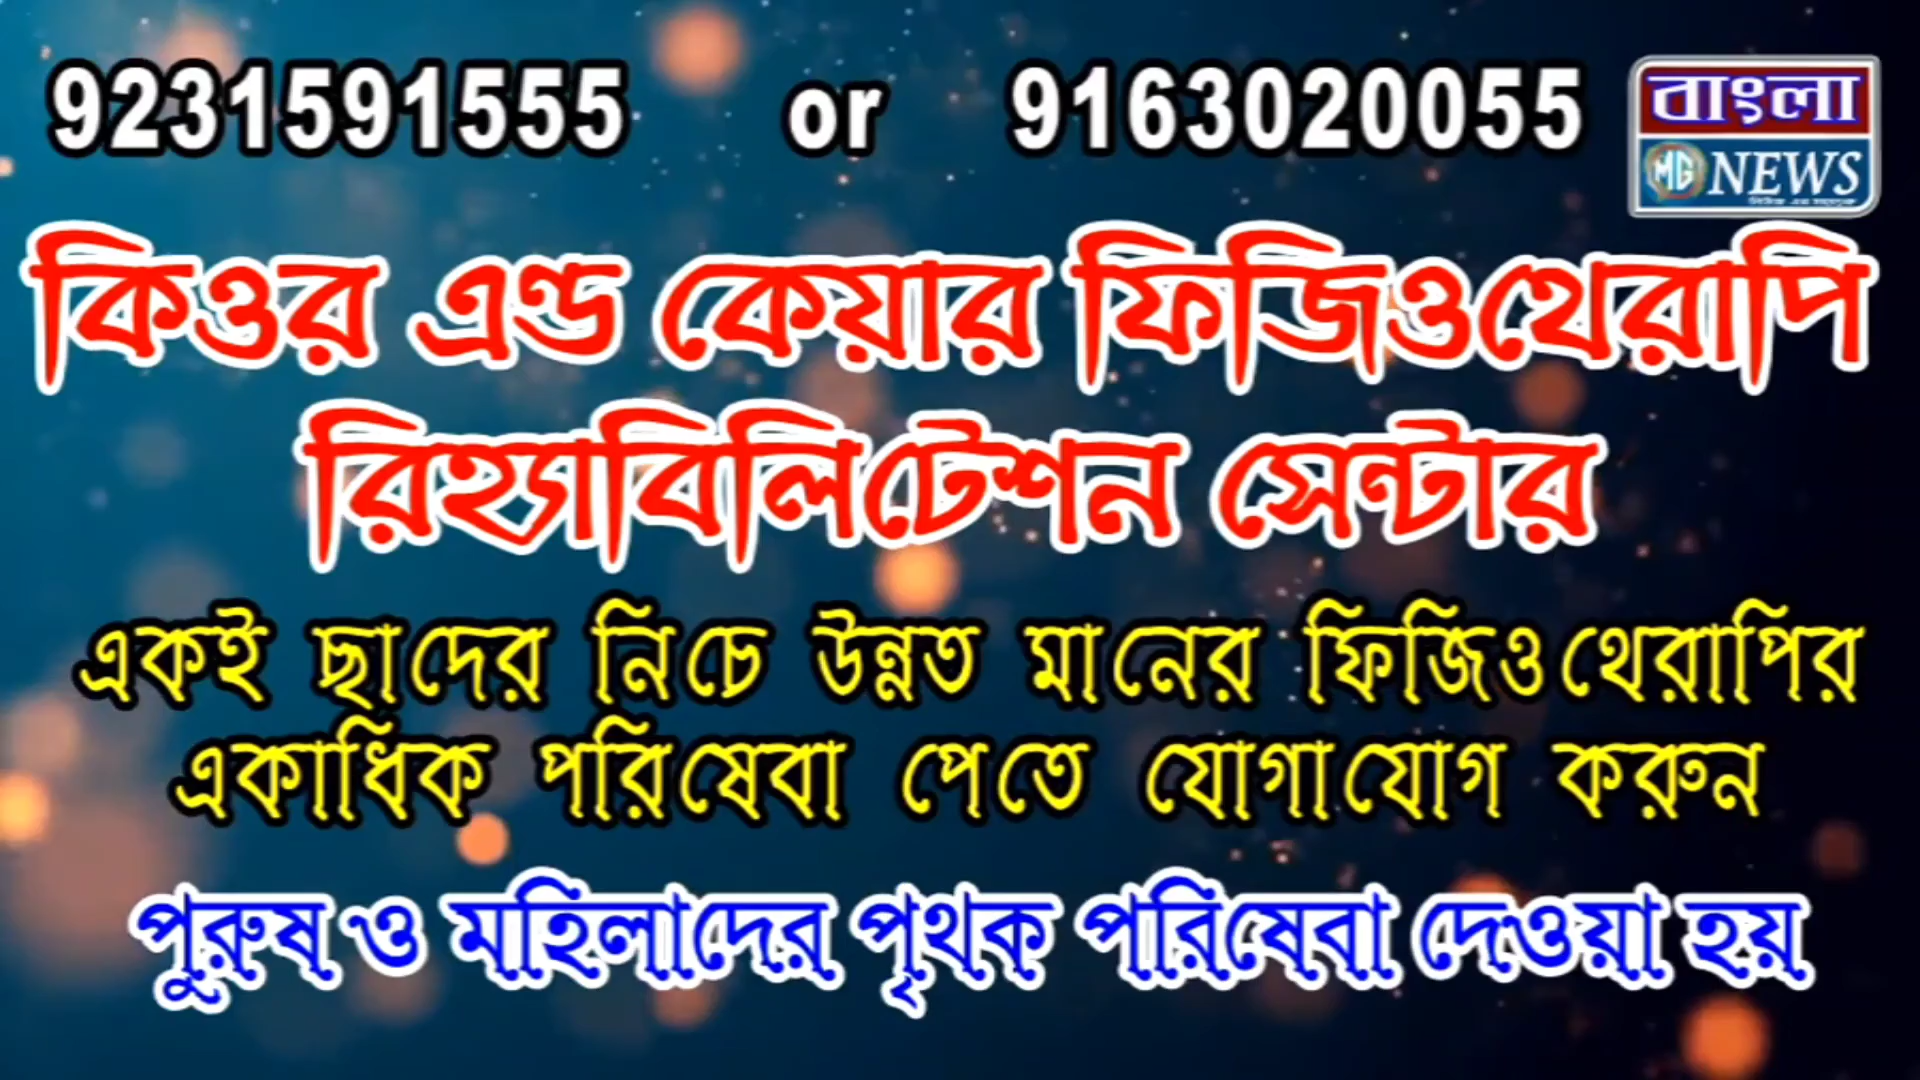 9231591555 or 9163020055
বাংলা
MG NEWS
কিওর এন্ড কেয়ার ফিজিওথেরাপি
রিহ্যাবিলিটেশন সেন্টার
একই ছাদের নিচে উন্নত মানের ফিজিওথেরাপির
একাধিক পরিষেবা পেতে যোগাযোগ করুন
পুরুষ ও মহিলাদের পৃথক পরিষেবা দেওয়া হয়